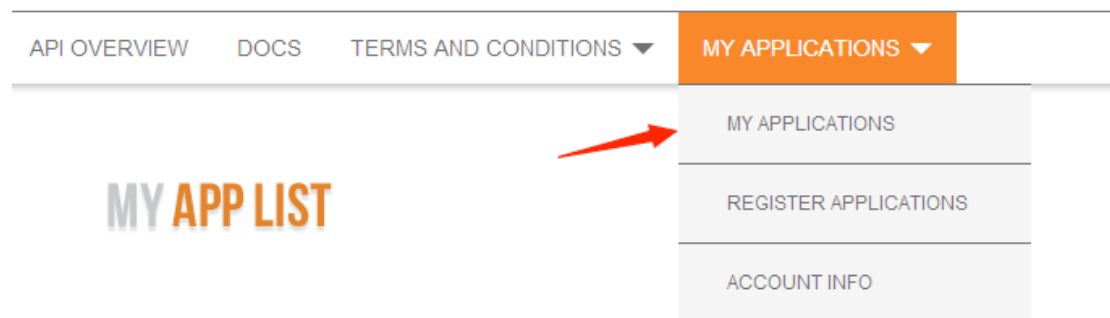 API OVERVIEW DOCS TERMS AND CONDITIONS MY APPLICATIONS
MY APPLICATIONS
MY APP LIST
REGISTER APPLICATIONS
ACCOUNT INFO